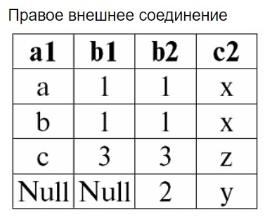 Правое внешнее соединение
a1 b1 b2 c2
a 1 1 x
b 1 1 x
c 3 3 z
Null Null 2 y